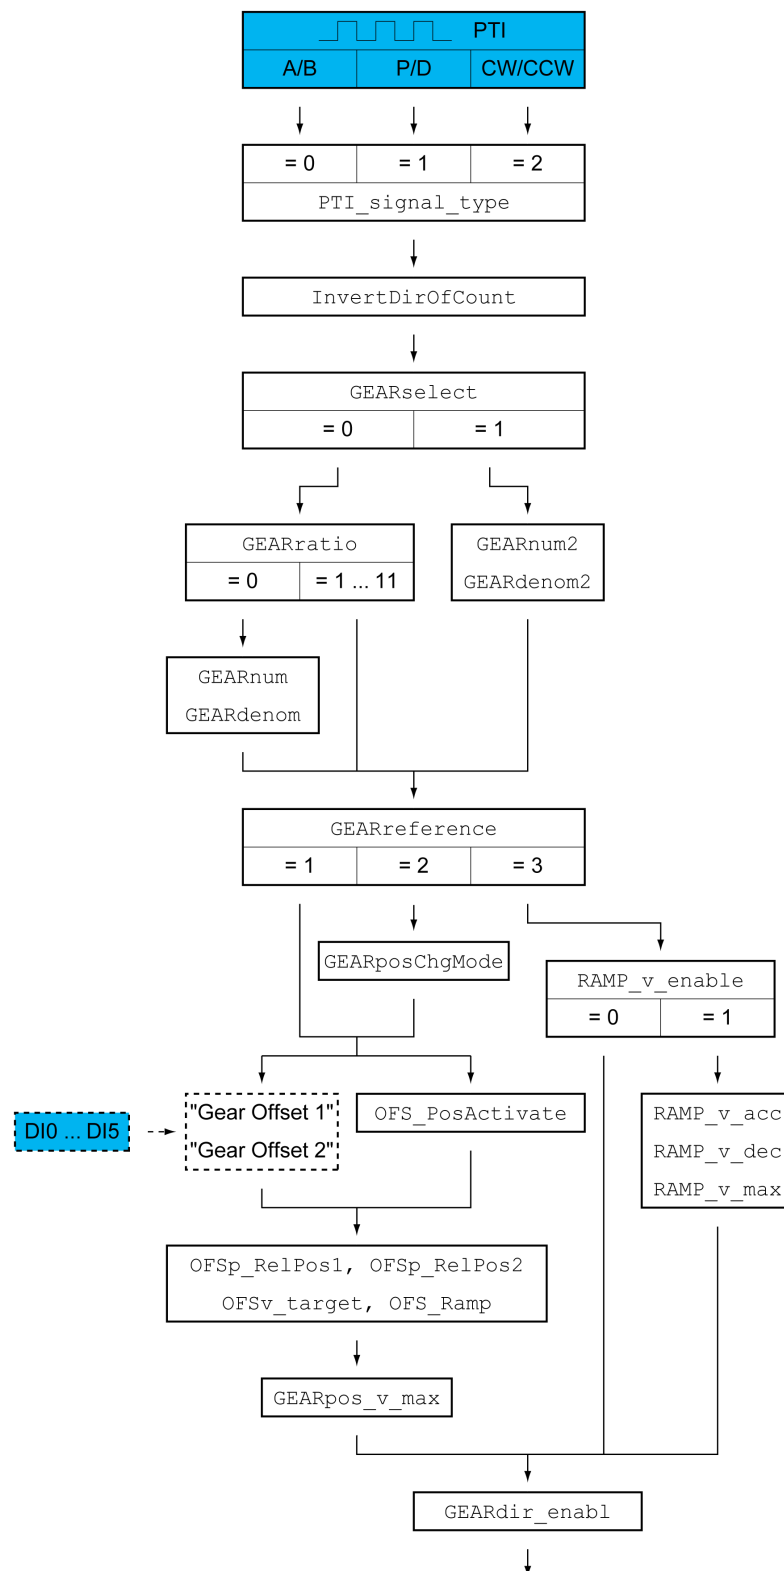 PTI
A/B P/D CW/CCW
= 0 = 1 = 2
PTI_signal_type
InvertDirOfCount
GEARselect
= 0 = 1
GEARratio
= 0 = 1 ... 11
GEARnum2
GEARdenom2
GEARnum
GEARdenom
GEARreference
= 1 = 2 = 3
GEARposChgMode
RAMP_v_enable
= 0 = 1
DI0 ... DI5
"Gear Offset 1"
"Gear Offset 2"
OFS_PosActivate
RAMP_v_acc
RAMP_v_dec
RAMP_v_max
OFSp_RelPos1, OFSp_RelPos2
OFSv_target, OFS_Ramp
GEARpos_v_max
GEARdir_enabl